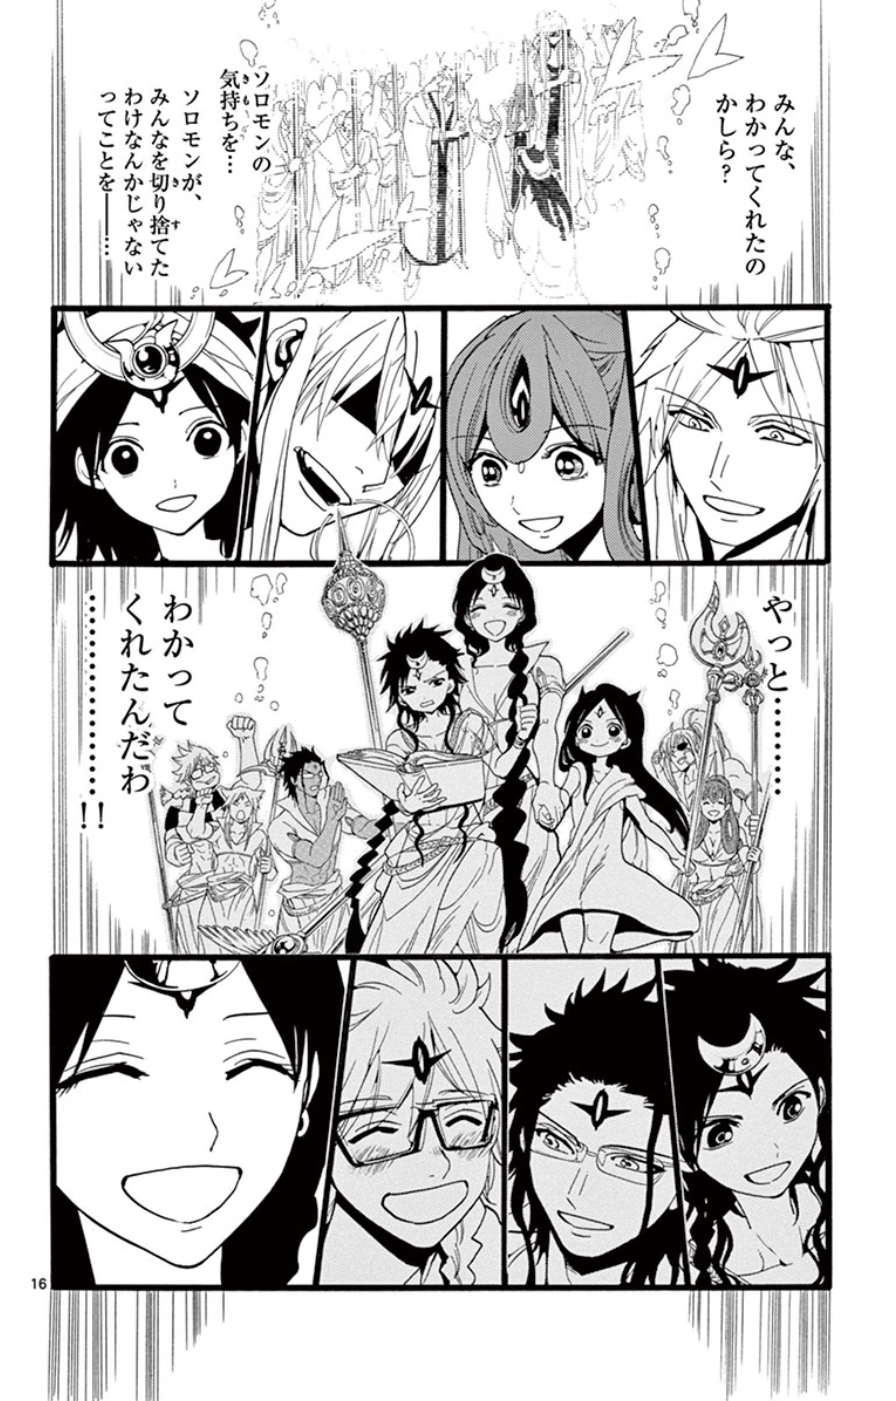 みんな、
わかってくれたの
かしら?
ソロモンの
気持ちを…
ソロモンが、
みんなを切り捨てた
わけなんかじゃない
ってことを――……
やっと………
わかって
くれたんだわ
……………!!
16